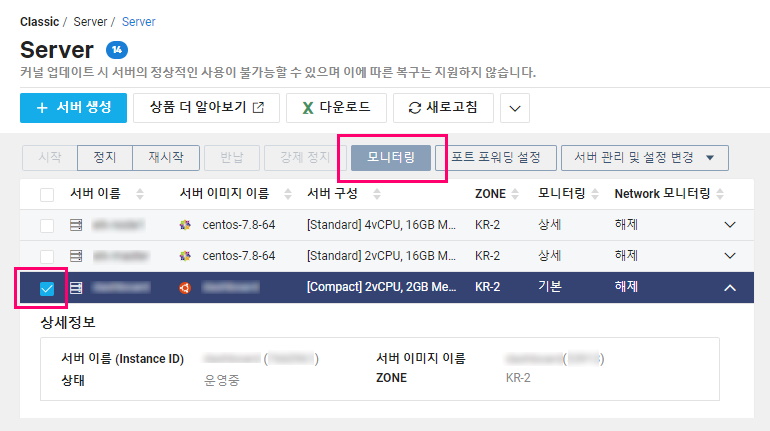 Classic / Server / Server
Server 14
커널 업데이트 시 서버의 정상적인 사용이 불가능할 수 있으며 이에 따른 복구는 지원하지 않습니다.
+ 서버 생성 상품 더 알아보기 다운로드 새로고침
시작 정지 재시작 반납 강제 정지 모니터링 포트 포워딩 설정 서버 관리 및 설정 변경
서버 이름 서버 이미지 이름 서버 구성 ZONE 모니터링 Network 모니터링
centos-7.8-64 [Standard] 4vCPU, 16GB M... KR-2 상세 해제
centos-7.8-64 [Standard] 2vCPU, 16GB M... KR-2 상세 해제
[Compact] 2vCPU, 2GB Me... KR-2 기본 해제
상세정보
서버 이름 (Instance ID) 서버 이미지 이름
상태 운영중 ZONE KR-2